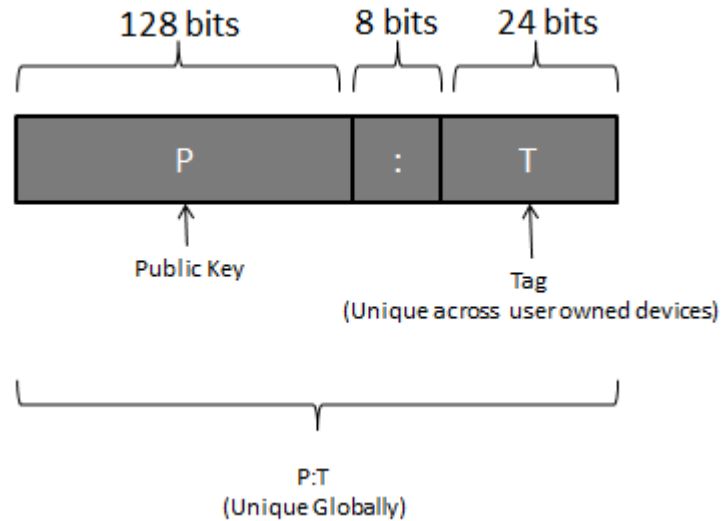 128 bits 8 bits 24 bits
P : T
Public Key
Tag
(Unique across user owned devices)
P:T
(Unique Globally)